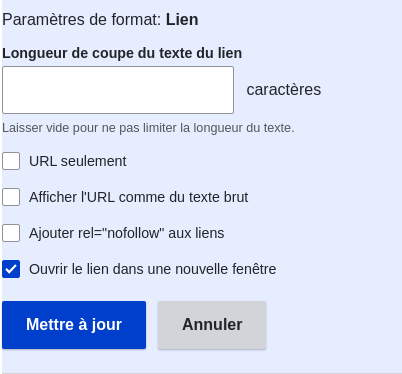 Paramètres de format: Lien
Longueur de coupe du texte du lien
caractères
Laisser vide pour ne pas limiter la longueur du texte.
URL seulement
Afficher l'URL comme du texte brut
Ajouter rel="nofollow" aux liens
Ouvrir le lien dans une nouvelle fenêtre
Mettre à jour Annuler